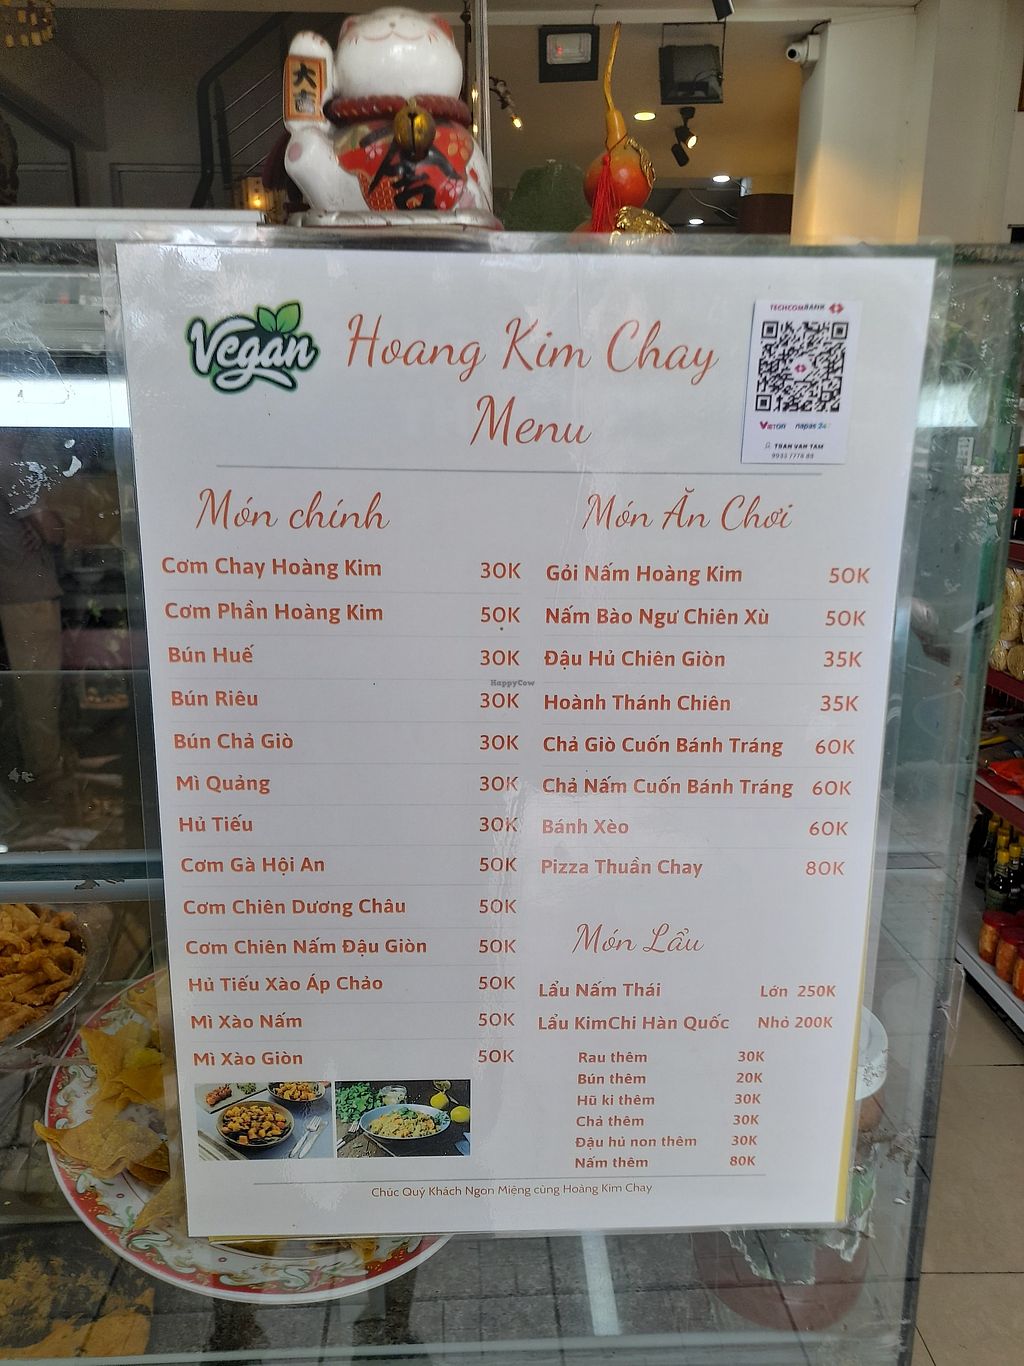 大吉
Vegan
Hoang Kim Chay
Menu
TECHCOMBANK
VIETQR napas 247
TRAN VAN TAM
9933 7778 88
Món chính
Cơm Chay Hoàng Kim 30K
Cơm Phần Hoàng Kim 50K
Bún Huế 30K
Bún Riêu 30K
Bún Chả Giò 30K
Mì Quảng 30K
Hủ Tiếu 30K
Cơm Gà Hội An 50K
Cơm Chiên Dương Châu 50K
Cơm Chiên Nấm Đậu Giòn 50K
Hủ Tiếu Xào Áp Chảo 50K
Mì Xào Nấm 50K
Mì Xào Giòn 50K
Món Ăn Chơi
Gỏi Nấm Hoàng Kim 50K
Nấm Bào Ngư Chiên Xù 50K
Đậu Hủ Chiên Giòn 35K
Hoành Thánh Chiên 35K
Chả Giò Cuốn Bánh Tráng 60K
Chả Nấm Cuốn Bánh Tráng 60K
Bánh Xèo 60K
Pizza Thuần Chay 80K
Món Lẩu
Lẩu Nấm Thái Lớn 250K
Lẩu KimChi Hàn Quốc Nhỏ 200K
Rau thêm 30K
Bún thêm 20K
Hũ ki thêm 30K
Chả thêm 30K
Đậu hủ non thêm 30K
Nấm thêm 80K
Chúc Quý Khách Ngon Miệng cùng Hoàng Kim Chay
HappyCow